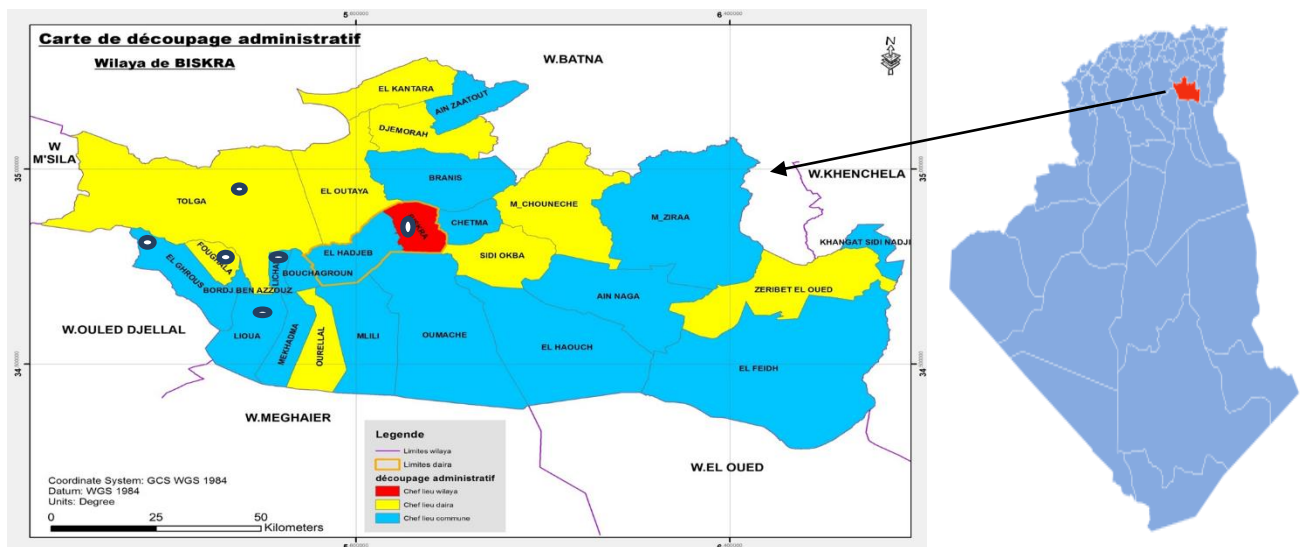 Carte de découpage administratif
Wilaya de BISKRA
W.BATNA
N
EL KANTARA
AIN ZAATOUT
DJEMORAH
W
M'SILA
BRANIS
W.KHENCHELA
EL OUTAYA
TOLGA
M_CHOUNECHE
M_ZIRAA
BISKRA
CHETMA
KHANGAT SIDI NADJI
FOUGHALA
EL HADJEB
SIDI OKBA
EL GHROUS
LICHA
BOUCHAGROUN
BORDJ BEN AZZOUZ
AIN NAGA
ZERIBET EL OUED
W.OULED DJELLAL
LIOUA
MEKHADMA
OURELLAL
MLILI
OUMACHE
EL HAOUCH
EL FEIDH
W.MEGHAIER
W.EL OUED
Legende
Limites wilaya
Limites daira
découpage administratif
Chef lieu wilaya
Chef lieu daira
Chef lieu commune
Coordinate System: GCS WGS 1984
Datum: WGS 1984
Units: Degree
0 25 50
Kilometers